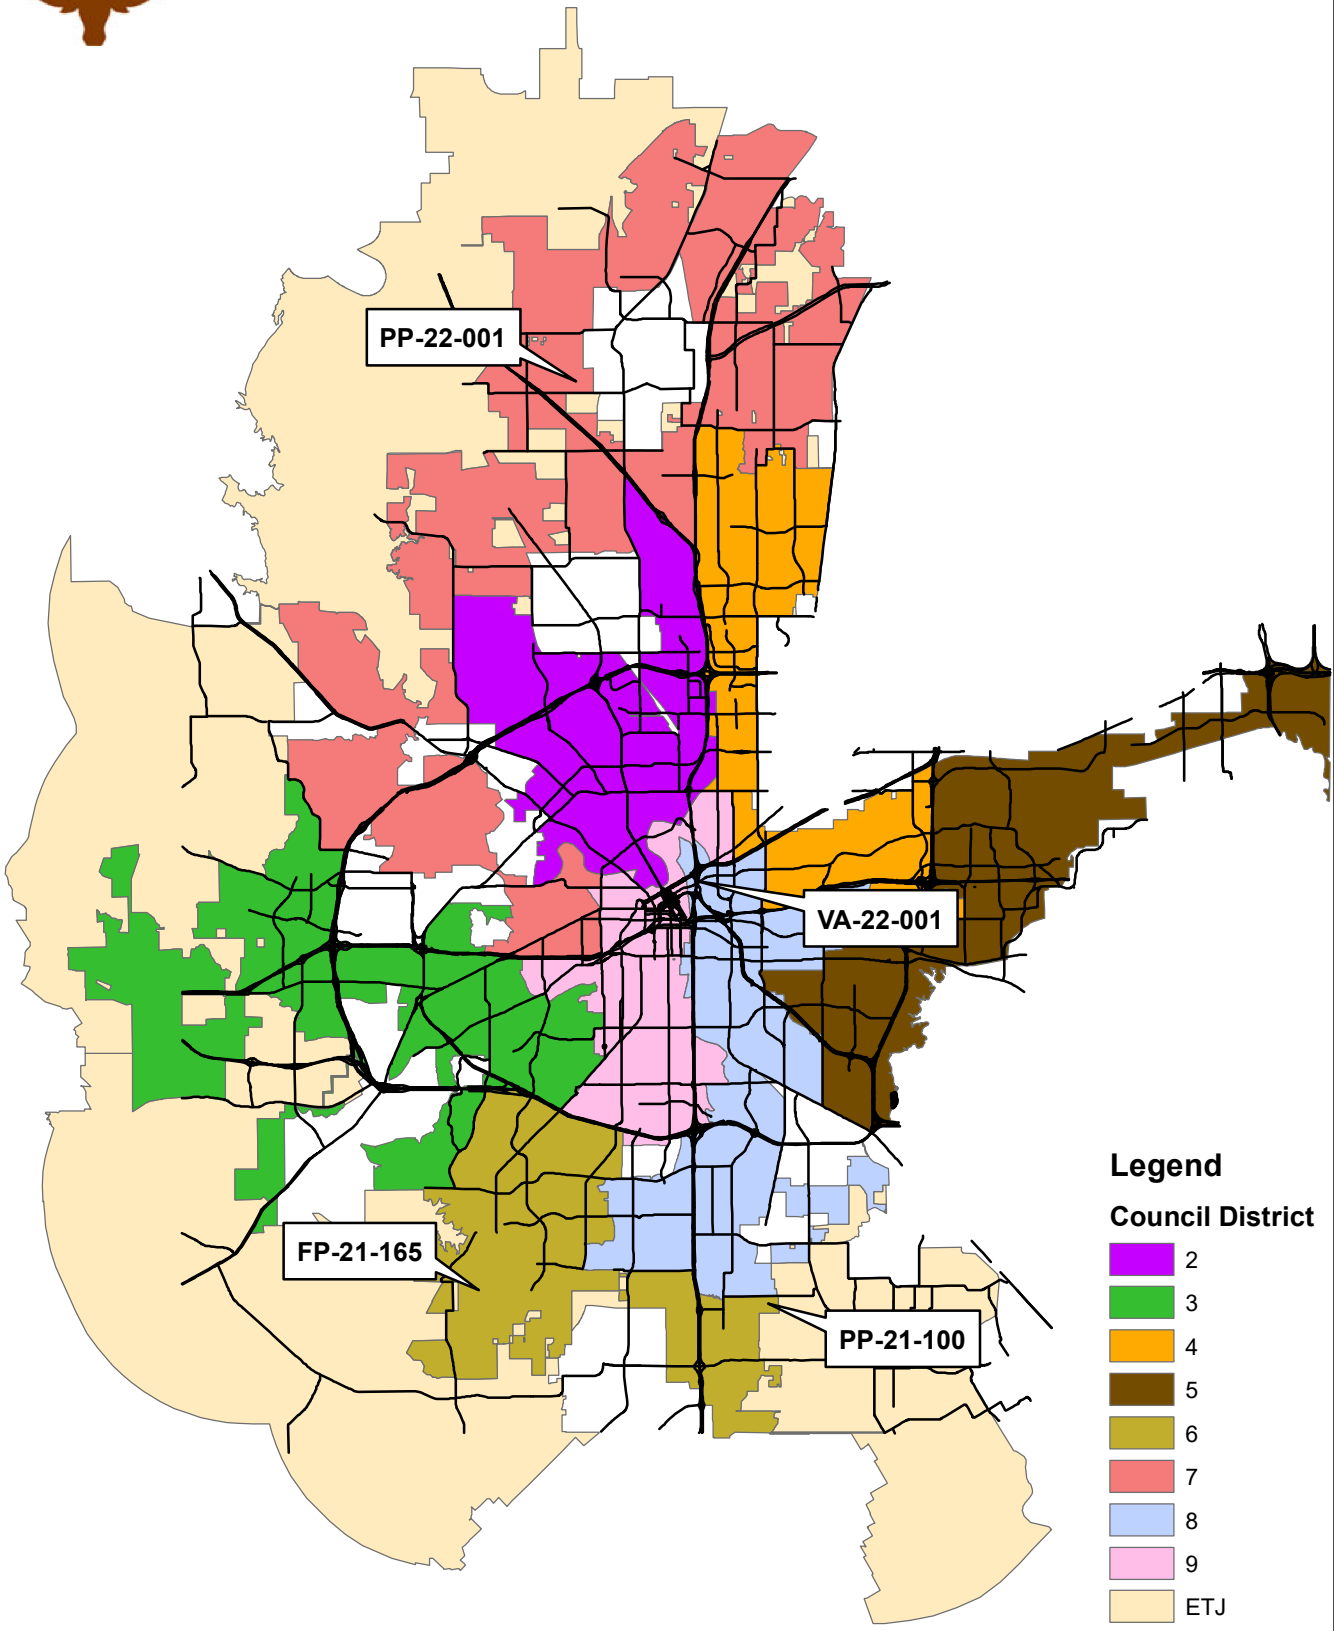 PP-22-001
VA-22-001
FP-21-165
PP-21-100
Legend
Council District
2
3
4
5
6
7
8
9
ETJ